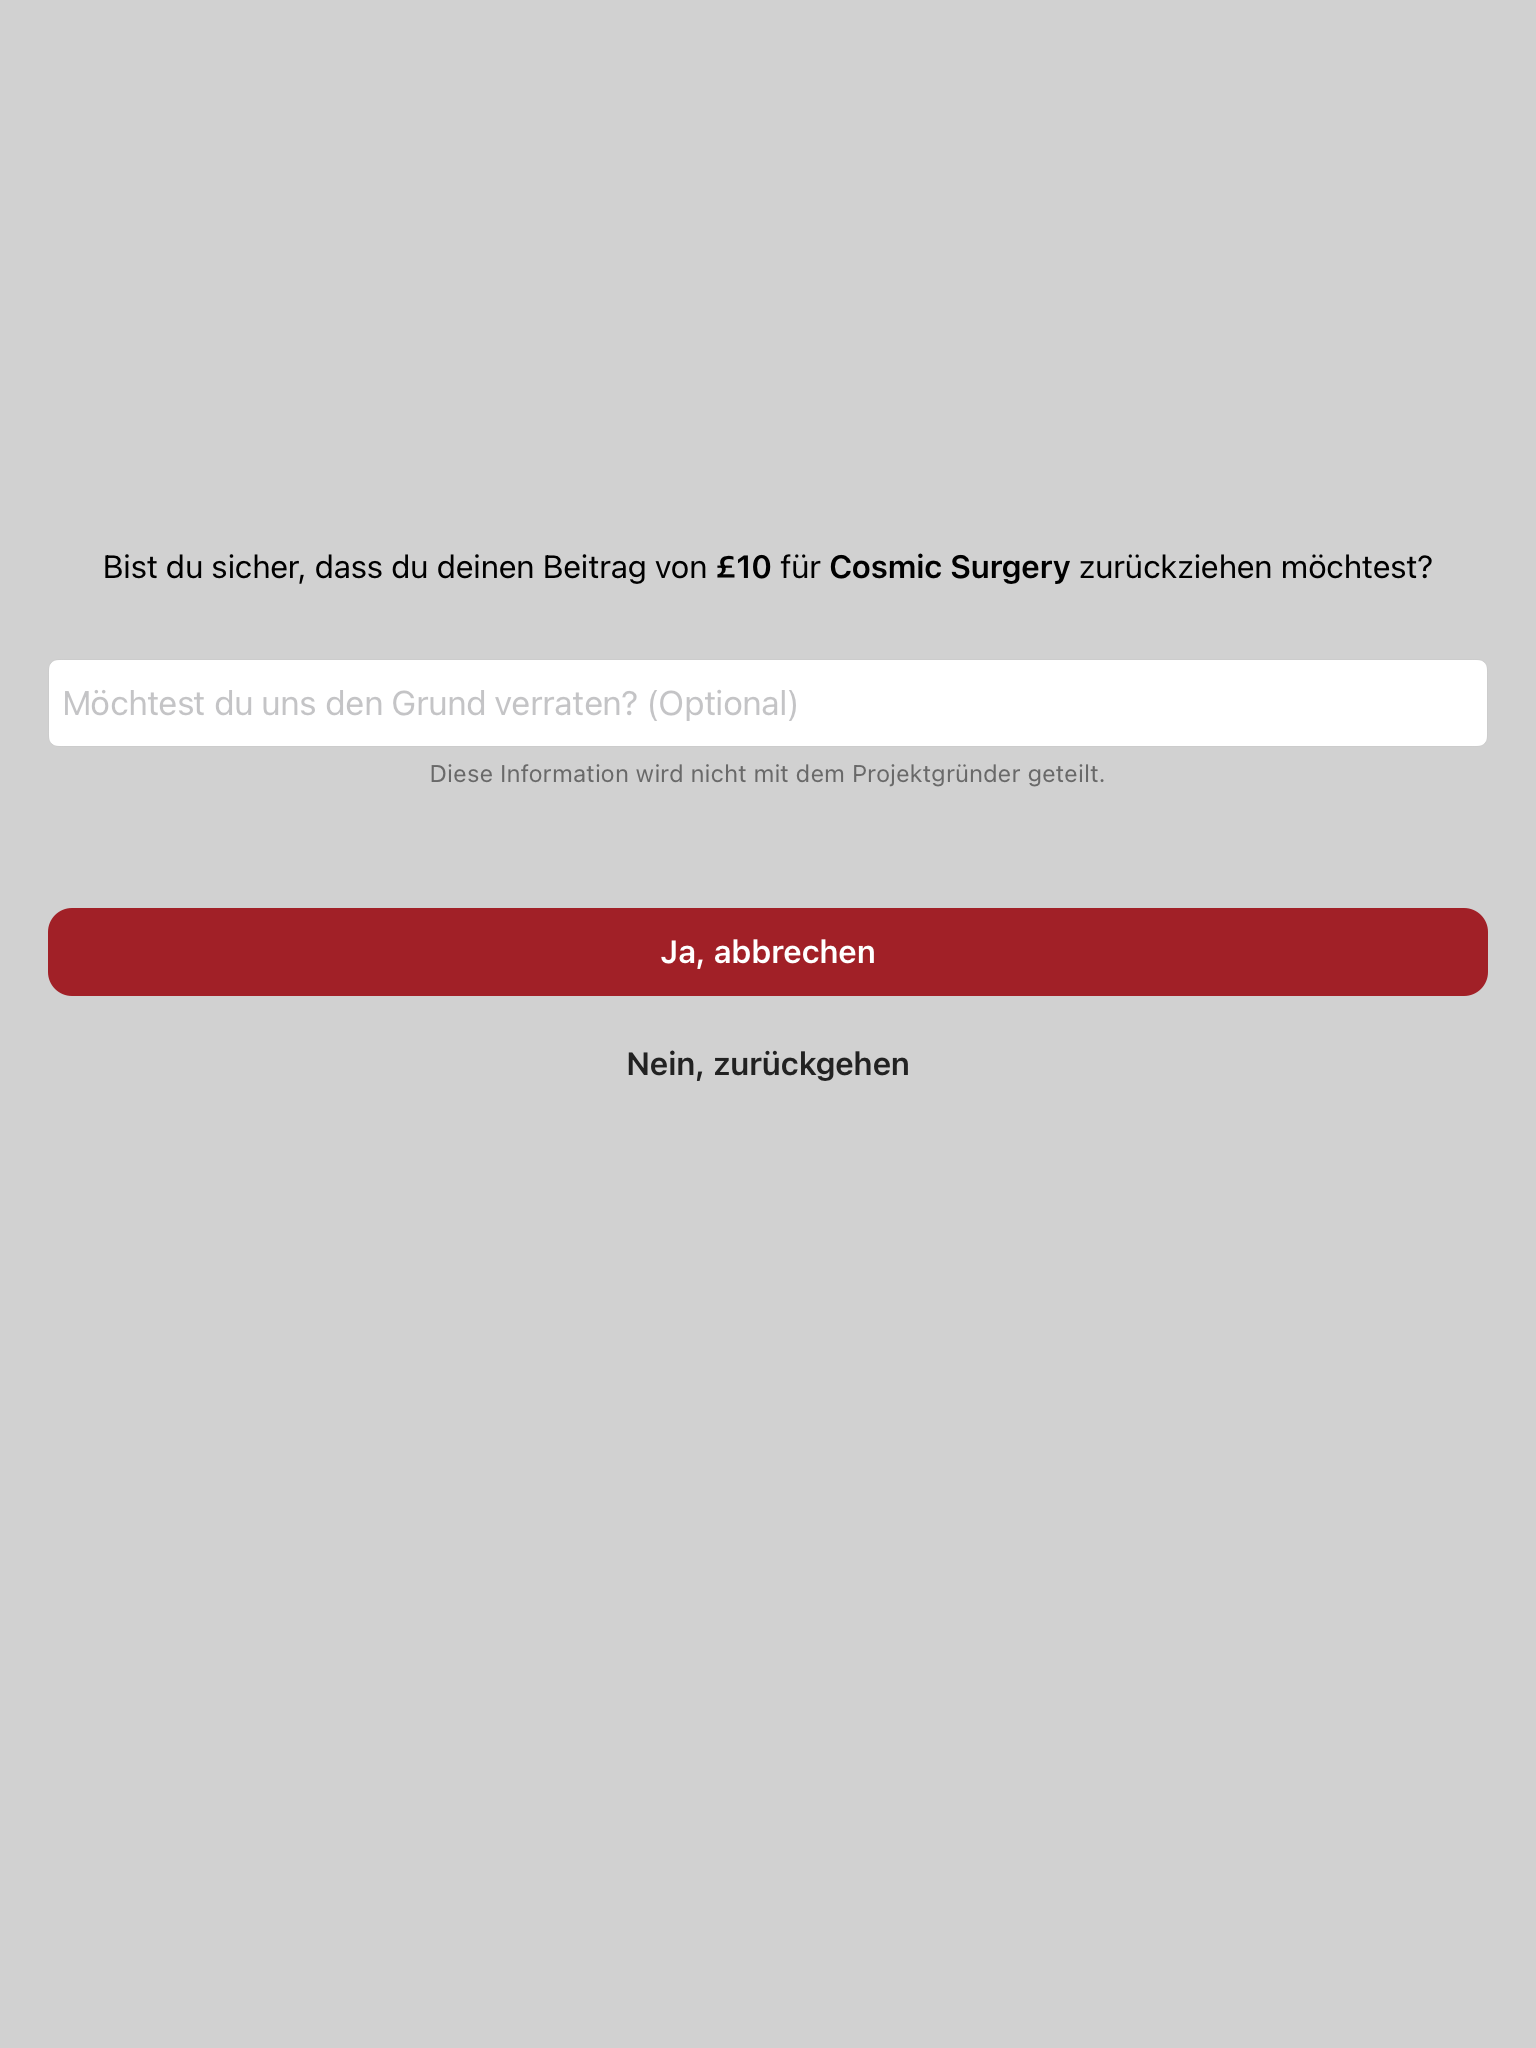 Bist du sicher, dass du deinen Beitrag von £10 für Cosmic Surgery zurückziehen möchtest?
Möchtest du uns den Grund verraten? (Optional)
Diese Information wird nicht mit dem Projektgründer geteilt.
Ja, abbrechen
Nein, zurückgehen